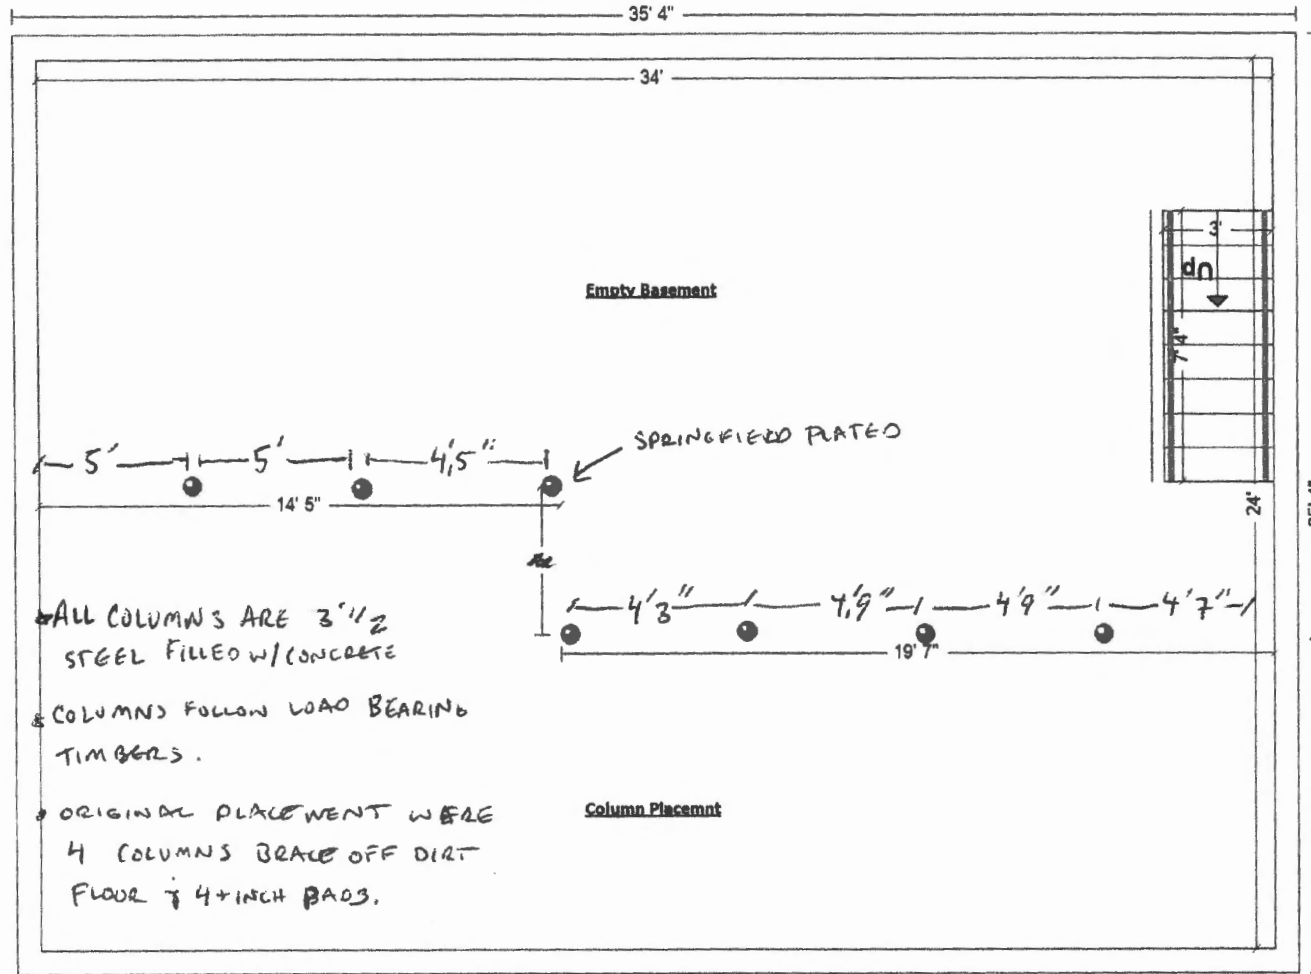 35' 4"
34'
3'
Up
7' 4"
Empty Basement
SPRINGFIELD PLATED
5'
5'
4,5"
14' 5"
24'
4'3"
4,9"
4'9"
4'7"
19' 7"
ALL COLUMNS ARE 3"1/2
STEEL FILLED W/CONCRETE
COLUMNS FOLLOW LOAD BEARING
TIMBERS.
ORIGINAL PLACEMENT WERE
4 COLUMNS BRACE OFF DIRT
FLOOR 4+INCH PADS.
Column Placemnt